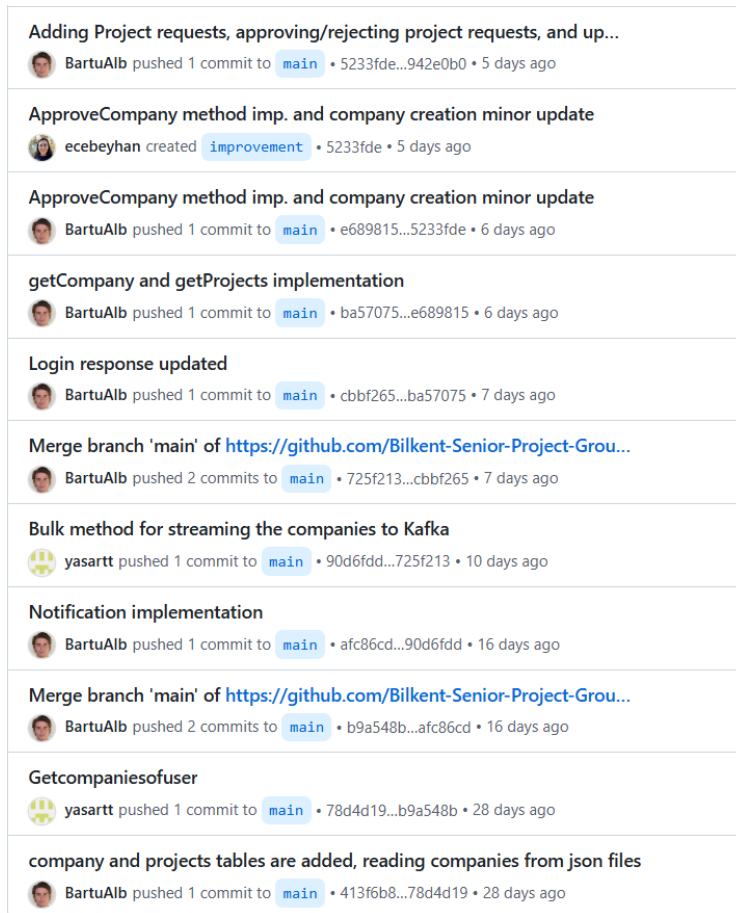 Adding Project requests, approving/rejecting project requests, and up...
BartuAlb pushed 1 commit to main • 5233fde...942e0b0 • 5 days ago
ApproveCompany method imp. and company creation minor update
ecebeyhan created improvement • 5233fde • 5 days ago
ApproveCompany method imp. and company creation minor update
BartuAlb pushed 1 commit to main • e689815...5233fde • 6 days ago
getCompany and getProjects implementation
BartuAlb pushed 1 commit to main • ba57075...e689815 • 6 days ago
Login response updated
BartuAlb pushed 1 commit to main • cbbf265...ba57075 • 7 days ago
Merge branch 'main' of https://github.com/Bilkent-Senior-Project-Grou...
BartuAlb pushed 2 commits to main • 725f213...cbbf265 • 7 days ago
Bulk method for streaming the companies to Kafka
yasartt pushed 1 commit to main • 90d6fdd...725f213 • 10 days ago
Notification implementation
BartuAlb pushed 1 commit to main • afc86cd...90d6fdd • 16 days ago
Merge branch 'main' of https://github.com/Bilkent-Senior-Project-Grou...
BartuAlb pushed 2 commits to main • b9a548b...afc86cd • 16 days ago
Getcompaniesofuser
yasartt pushed 1 commit to main • 78d4d19...b9a548b • 28 days ago
company and projects tables are added, reading companies from json files
BartuAlb pushed 1 commit to main • 413f6b8...78d4d19 • 28 days ago